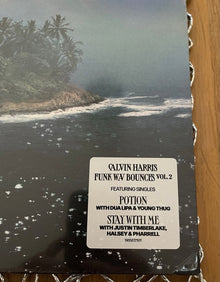 CALVIN HARRIS
FUNK WAV BOUNCES VOL. 2
FEATURING SINGLES
POTION
WITH DUA LIPA & YOUNG THUG
STAY WITH ME
WITH JUSTIN TIMBERLAKE,
HALSEY & PHARRELL